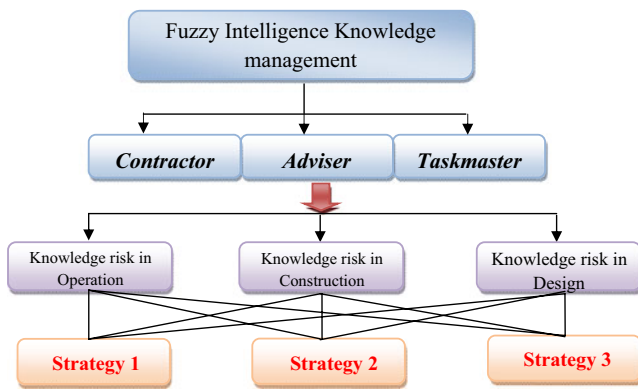 Fuzzy Intelligence Knowledge
management
Contractor
Adviser
Taskmaster
Knowledge risk in
Operation
Knowledge risk in
Construction
Knowledge risk in
Design
Strategy 1
Strategy 2
Strategy 3